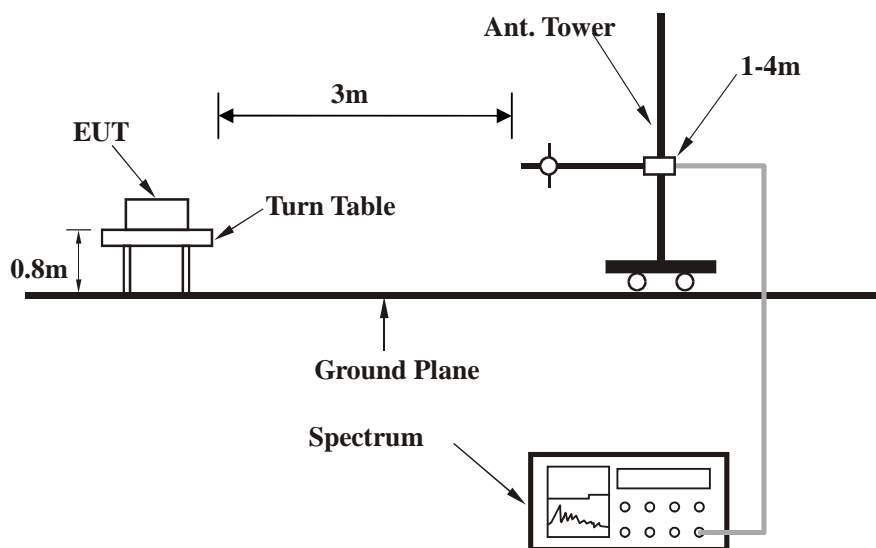 Ant. Tower
1-4m
3m
EUT
Turn Table
0.8m
Ground Plane
Spectrum